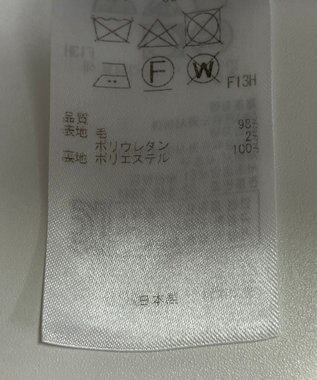 F
W
F13H
品質
表地 毛 98%
ポリウレタン 2%
裏地 ポリエステル 100%
日本製